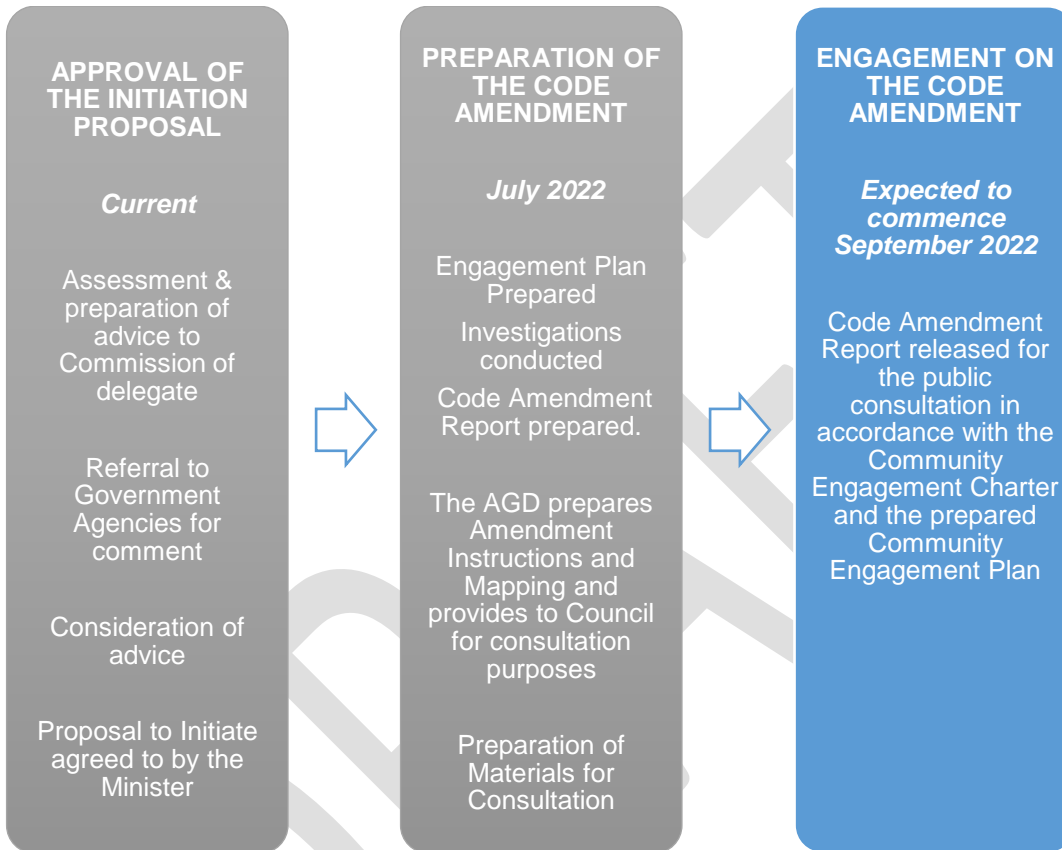 APPROVAL OF
THE INITIATION
PROPOSAL
Current
Assessment &
preparation of
advice to
Commission of
delegate
Referral to
Government
Agencies for
comment
Consideration of
advice
Proposal to Initiate
agreed to by the
Minister
PREPARATION OF
THE CODE
AMENDMENT
July 2022
Engagement Plan
Prepared
Investigations
conducted
Code Amendment
Report prepared.
The AGD prepares
Amendment
Instructions and
Mapping and
provides to Council
for consultation
purposes
Preparation of
Materials for
Consultation
ENGAGEMENT ON
THE CODE
AMENDMENT
Expected to
commence
September 2022
Code Amendment
Report released for
the public
consultation in
accordance with the
Community
Engagement Charter
and the prepared
Community
Engagement Plan